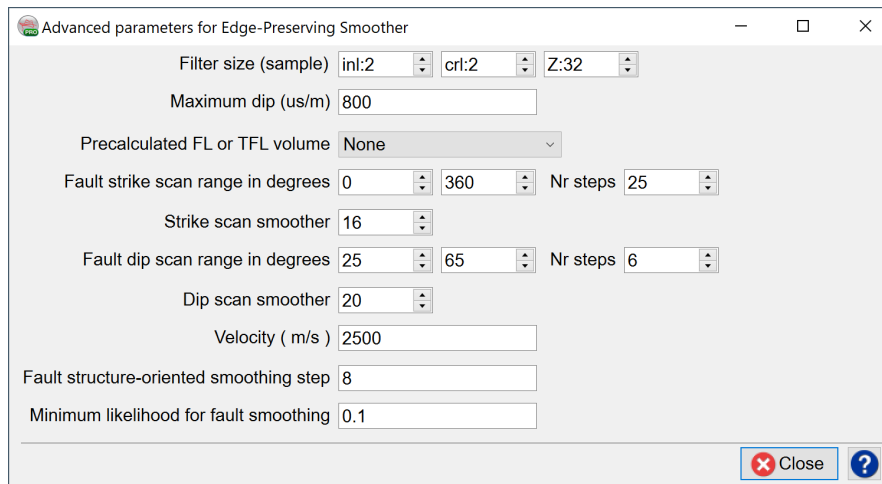 PRO Advanced parameters for Edge-Preserving Smoother
Filter size (sample) inl:2 crl:2 Z:32
Maximum dip (us/m) 800
Precalculated FL or TFL volume None
Fault strike scan range in degrees 0 360 Nr steps 25
Strike scan smoother 16
Fault dip scan range in degrees 25 65 Nr steps 6
Dip scan smoother 20
Velocity ( m/s ) 2500
Fault structure-oriented smoothing step 8
Minimum likelihood for fault smoothing 0.1
Close ?